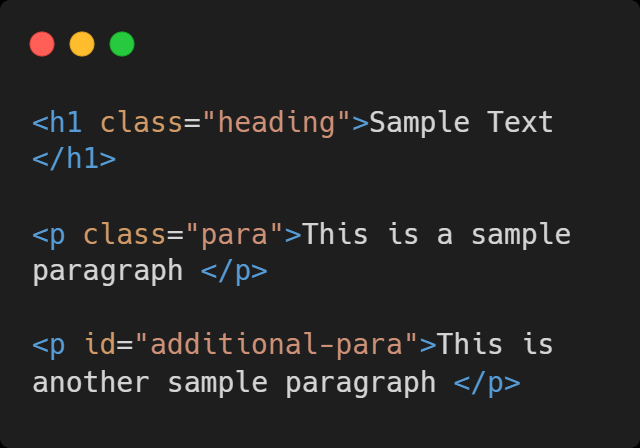 <h1 class="heading">Sample Text
</h1>
<p class="para">This is a sample
paragraph </p>
<p id="additional-para">This is
another sample paragraph </p>